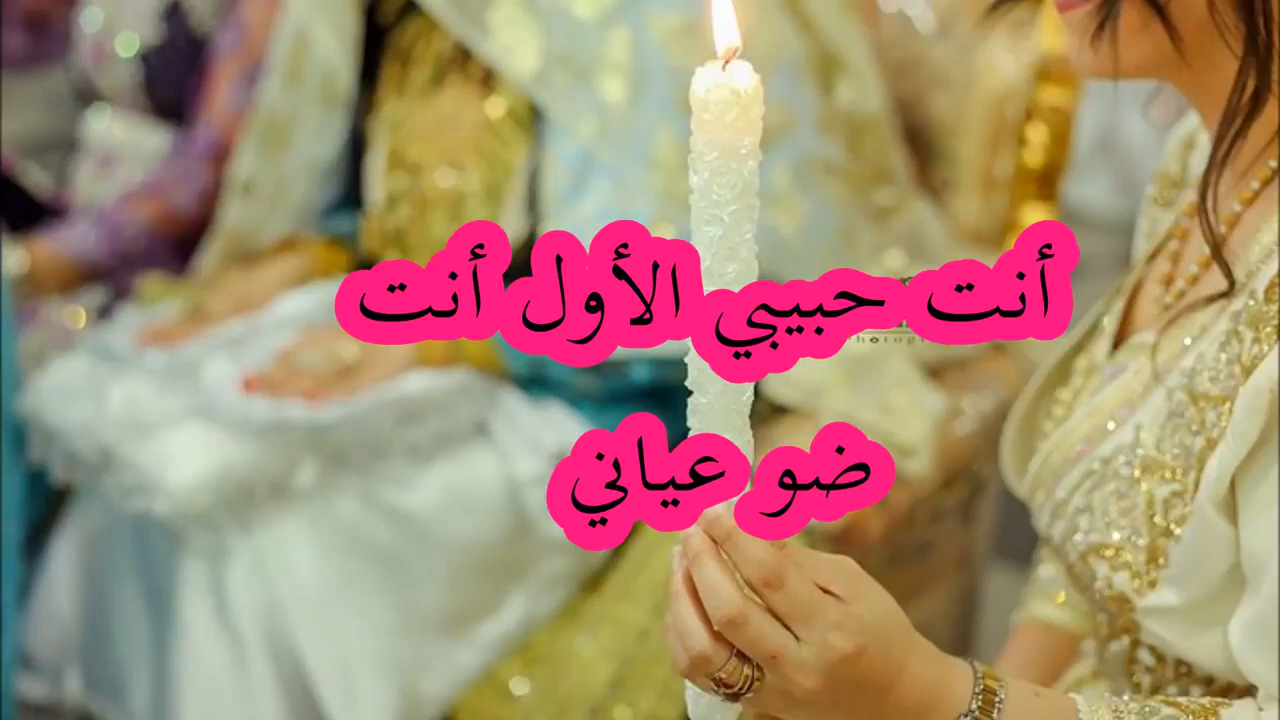 أنت حبيبي الأول أنت
ضو عياني